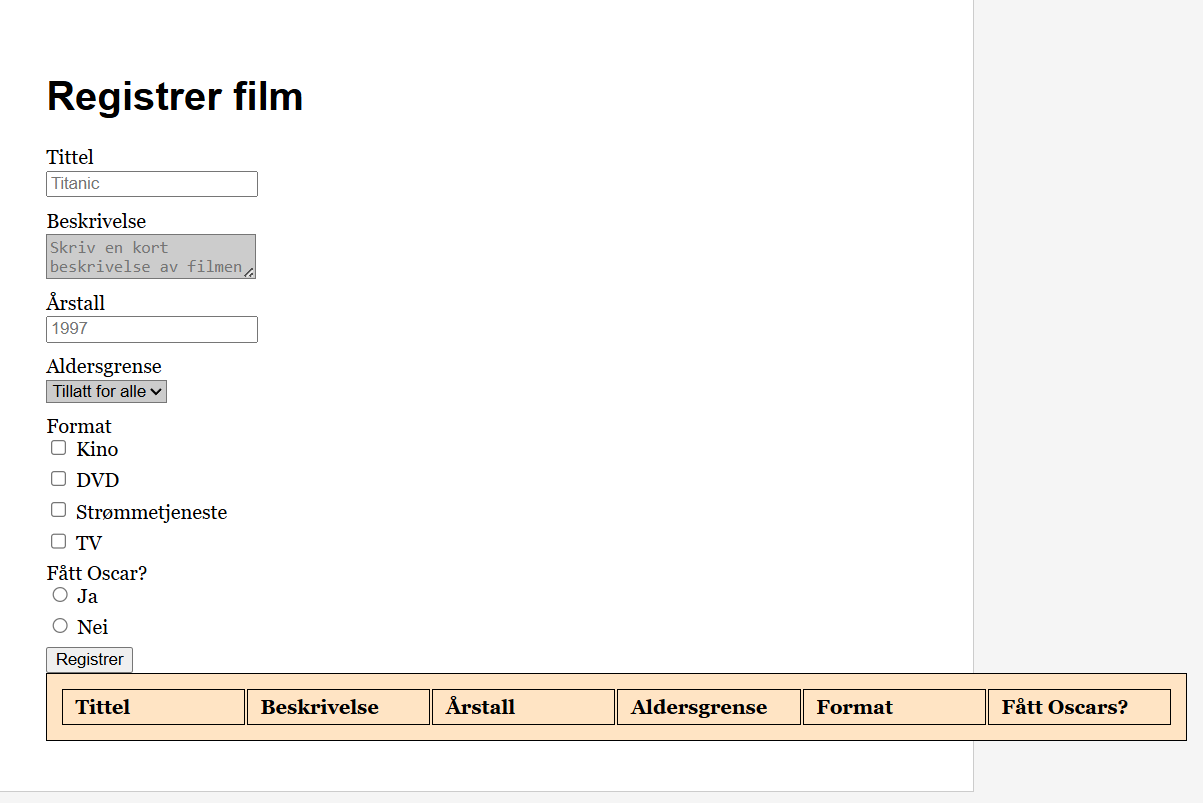 Registrer film
Tittel
Titanic
Beskrivelse
Skriv en kort
beskrivelse av filmen
Årstall
1997
Aldersgrense
Tillatt for alle
Format
Kino
DVD
Strømmetjeneste
TV
Fått Oscar?
Ja
Nei
Registrer
Tittel Beskrivelse Årstall Aldersgrense Format Fått Oscars?